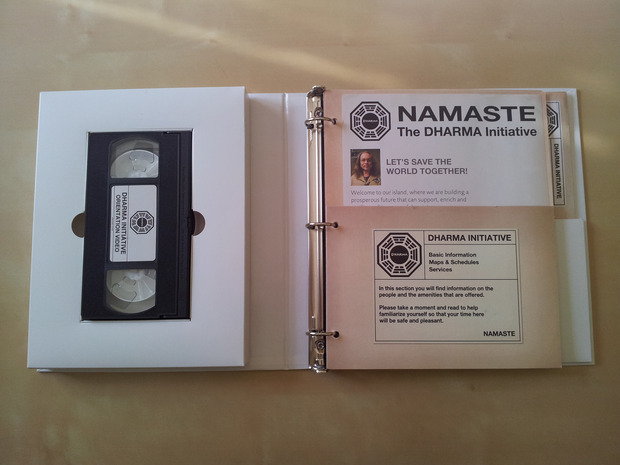 DHARMA INITIATIVE
ORIENTATION VIDEO
DHARMA
NAMASTE
The DHARMA Initiative
LET'S SAVE THE
WORLD TOGETHER!
Welcome to our island, where we are building a
prosperous future that can support, enrich and
DHARMA
DHARMA INITIATIVE
Basic Information
Maps & Schedules
Services
In this section you will find information on the
people and the amenities that are offered.
Please take a moment and read to help
familiarize yourself so that your time here
will be safe and pleasant.
NAMASTE
DHARMA INITIATIVE